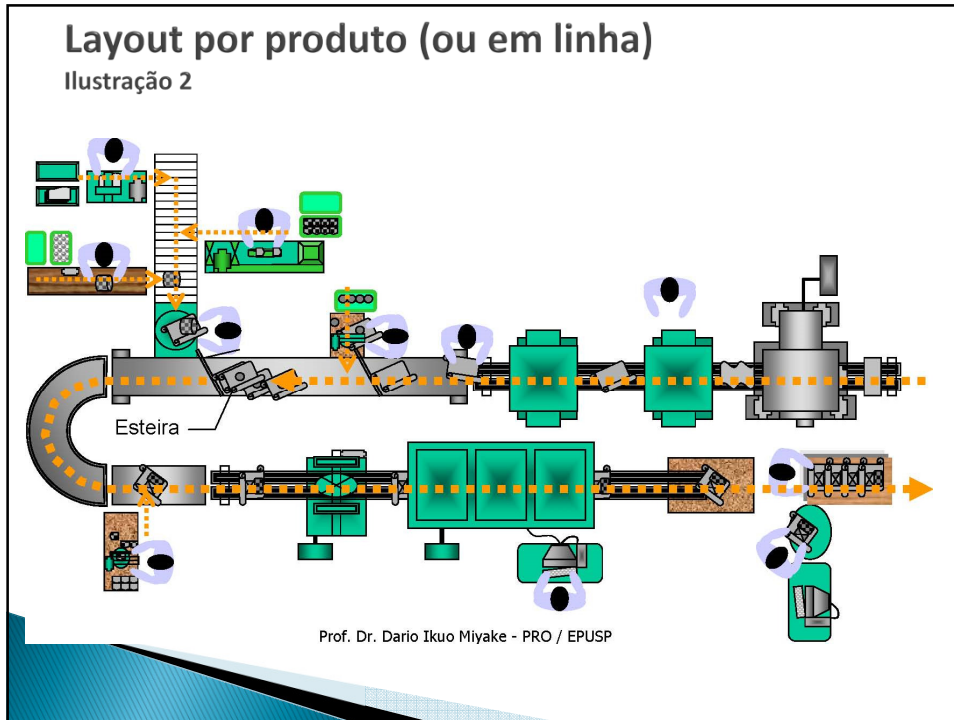 Layout por produto (ou em linha)
Ilustração 2
Esteira
Prof. Dr. Dario Ikuo Miyake - PRO / EPUSP